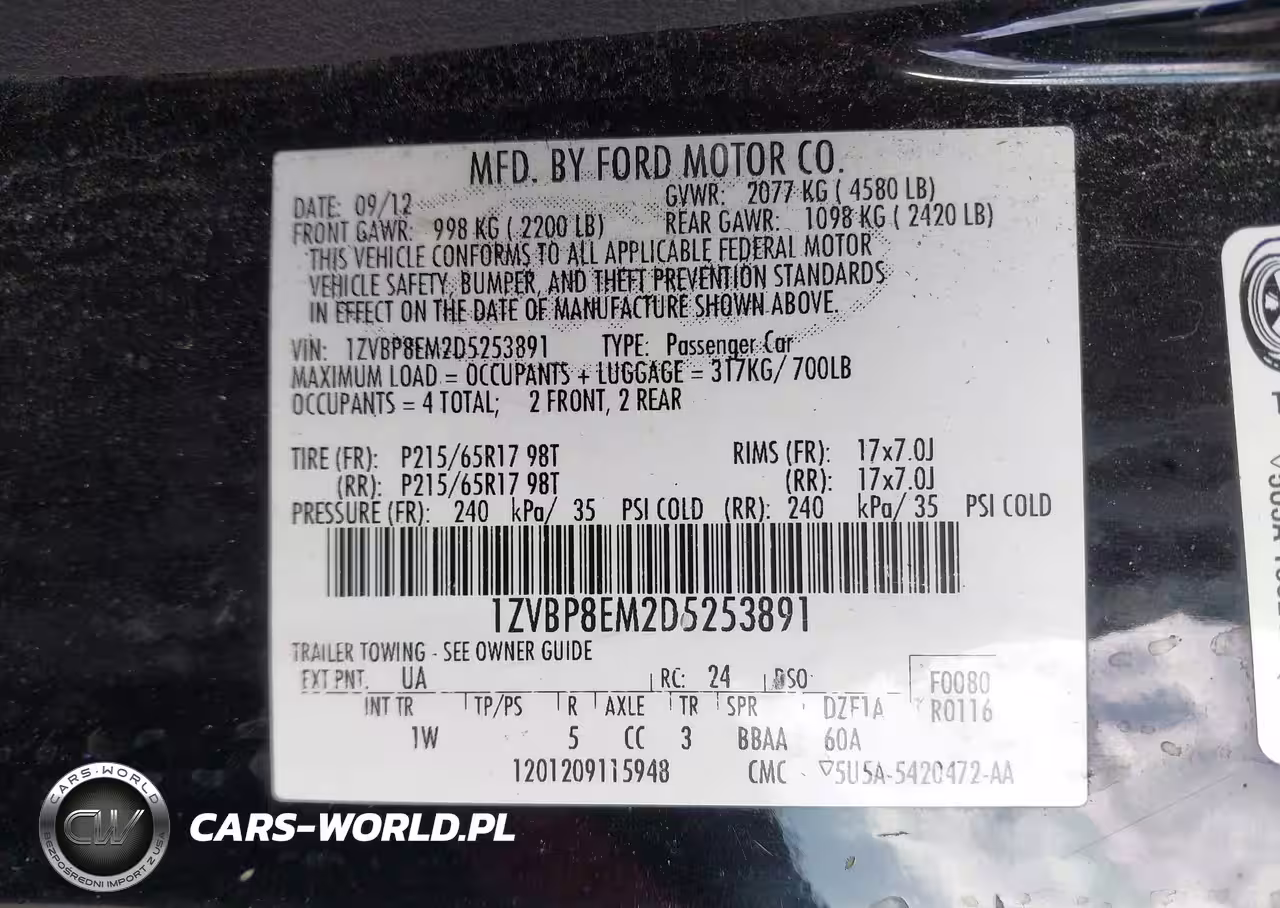 MFD. BY FORD MOTOR CO.
DATE: 09/12 GVWR: 2077 KG ( 4580 LB)
FRONT GAWR: 998 KG ( 2200 LB) REAR GAWR: 1098 KG ( 2420 LB)
THIS VEHICLE CONFORMS TO ALL APPLICABLE FEDERAL MOTOR
VEHICLE SAFETY, BUMPER, AND THEFT PREVENTION STANDARDS
IN EFFECT ON THE DATE OF MANUFACTURE SHOWN ABOVE.
VIN: 1ZVBP8EM2D5253891 TYPE: Passenger Car
MAXIMUM LOAD = OCCUPANTS + LUGGAGE = 317KG/ 700LB
OCCUPANTS = 4 TOTAL; 2 FRONT, 2 REAR
TIRE (FR): P215/65R17 98T RIMS (FR): 17x7.0J
(RR): P215/65R17 98T (RR): 17x7.0J
PRESSURE (FR): 240 kPa/ 35 PSI COLD (RR): 240 kPa/ 35 PSI COLD
1ZVBP8EM2D5253891
TRAILER TOWING - SEE OWNER GUIDE
EXT PNT. UA RC: 24 DSO F0080
INT TR TP/PS R AXLE TR SPR DZF1A R0116
1W 5 CC 3 BBAA 60A
1201209115948 CMC ▽5U5A-5420472-AA
CARS-WORLD
CW
BEZPOŚREDNI IMPORT Z USA
CARS-WORLD.PL